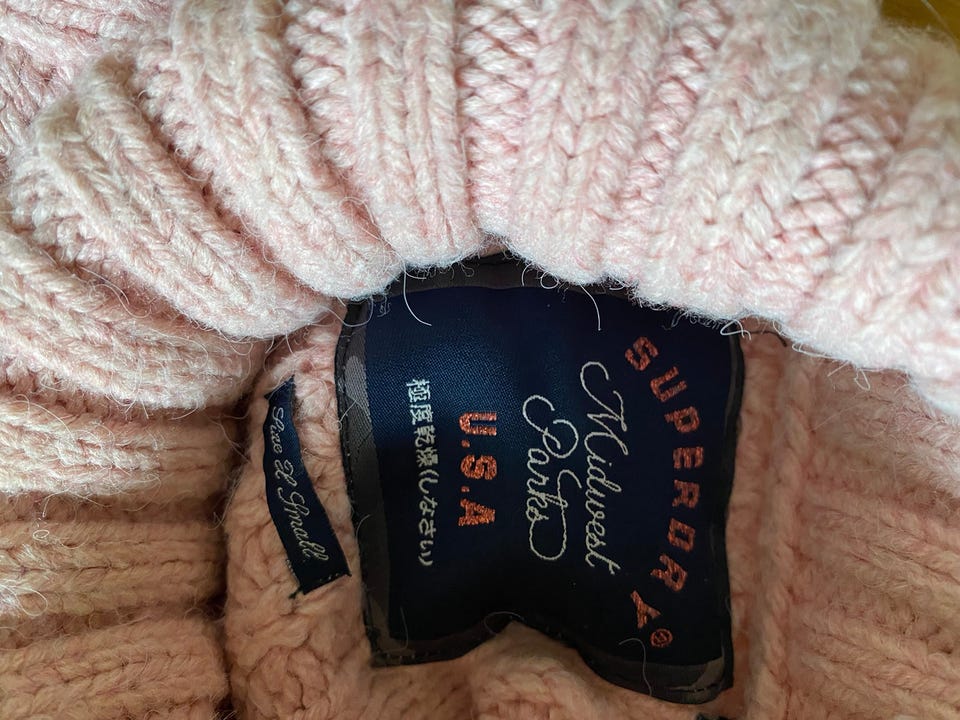 SUPERDRY®
Midwest
Parks
U.S.A
極度乾燥(しなさい)
Size X Small